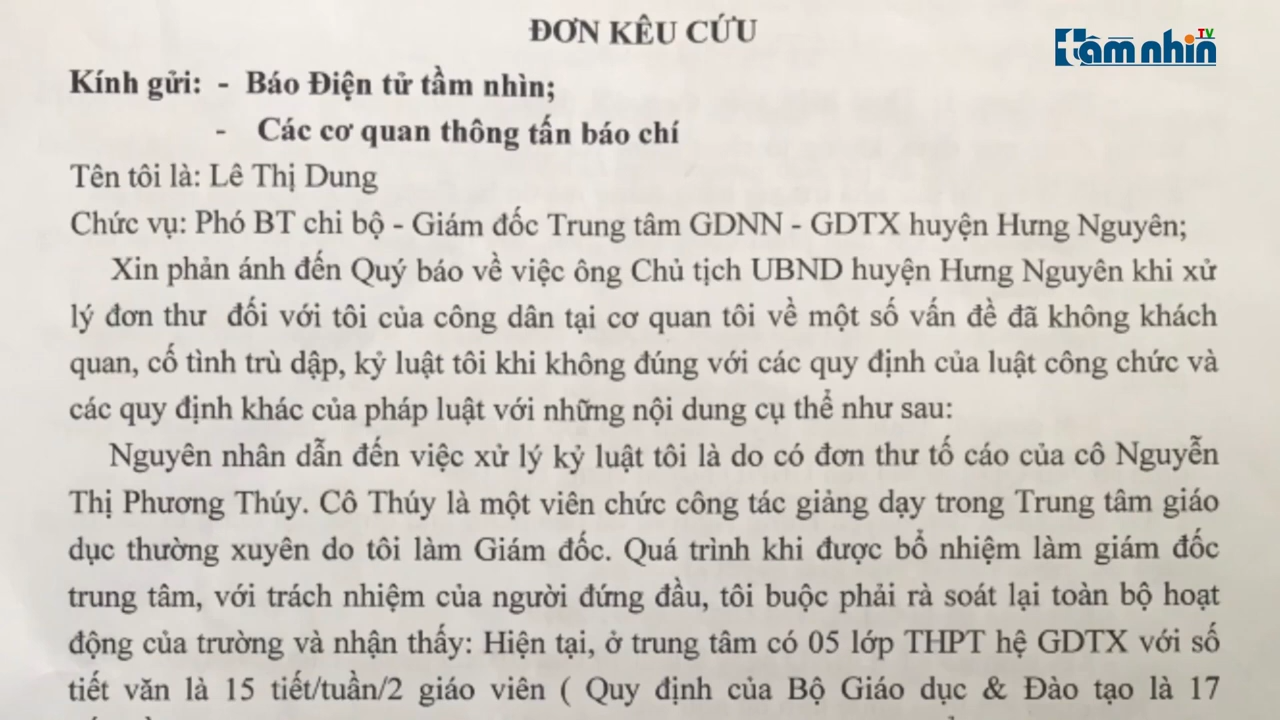 ĐƠN KÊU CỨU
tầm nhìn TV
Kính gửi: - Báo Điện tử tầm nhìn;
- Các cơ quan thông tấn báo chí
Tên tôi là: Lê Thị Dung
Chức vụ: Phó BT chi bộ - Giám đốc Trung tâm GDNN - GDTX huyện Hưng Nguyên;
Xin phản ánh đến Quý báo về việc ông Chủ tịch UBND huyện Hưng Nguyên khi xử
lý đơn thư đối với tôi của công dân tại cơ quan tôi về một số vấn đề đã không khách
quan, cố tình trù dập, kỷ luật tôi khi không đúng với các quy định của luật công chức và
các quy định khác của pháp luật với những nội dung cụ thể như sau:
Nguyên nhân dẫn đến việc xử lý kỷ luật tôi là do có đơn thư tố cáo của cô Nguyễn
Thị Phương Thúy. Cô Thúy là một viên chức công tác giảng dạy trong Trung tâm giáo
dục thường xuyên do tôi làm Giám đốc. Quá trình khi được bổ nhiệm làm giám đốc
trung tâm, với trách nhiệm của người đứng đầu, tôi buộc phải rà soát lại toàn bộ hoạt
động của trường và nhận thấy: Hiện tại, ở trung tâm có 05 lớp THPT hệ GDTX với số
tiết văn là 15 tiết/tuần/2 giáo viên ( Quy định của Bộ Giáo dục & Đào tạo là 17